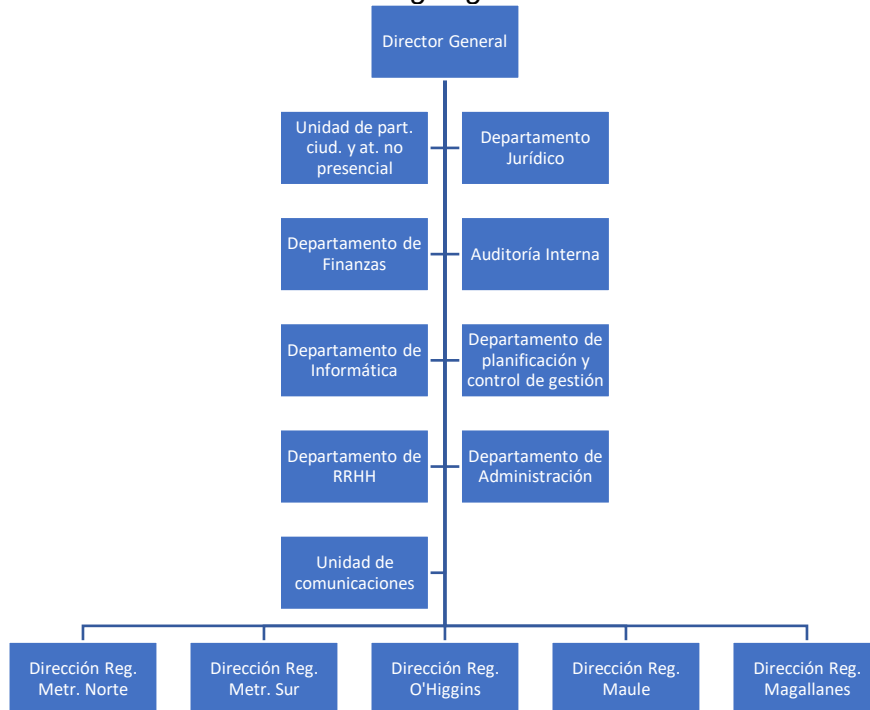 Director General
Unidad de part.
ciud. y at. no
presencial
Departamento
Jurídico
Departamento de
Finanzas
Auditoría Interna
Departamento de
Informática
Departamento de
planificación y
control de gestión
Departamento de
RRHH
Departamento de
Administración
Unidad de
comunicaciones
Dirección Reg.
Metr. Norte
Dirección Reg.
Metr. Sur
Dirección Reg.
O'Higgins
Dirección Reg.
Maule
Dirección Reg.
Magallanes